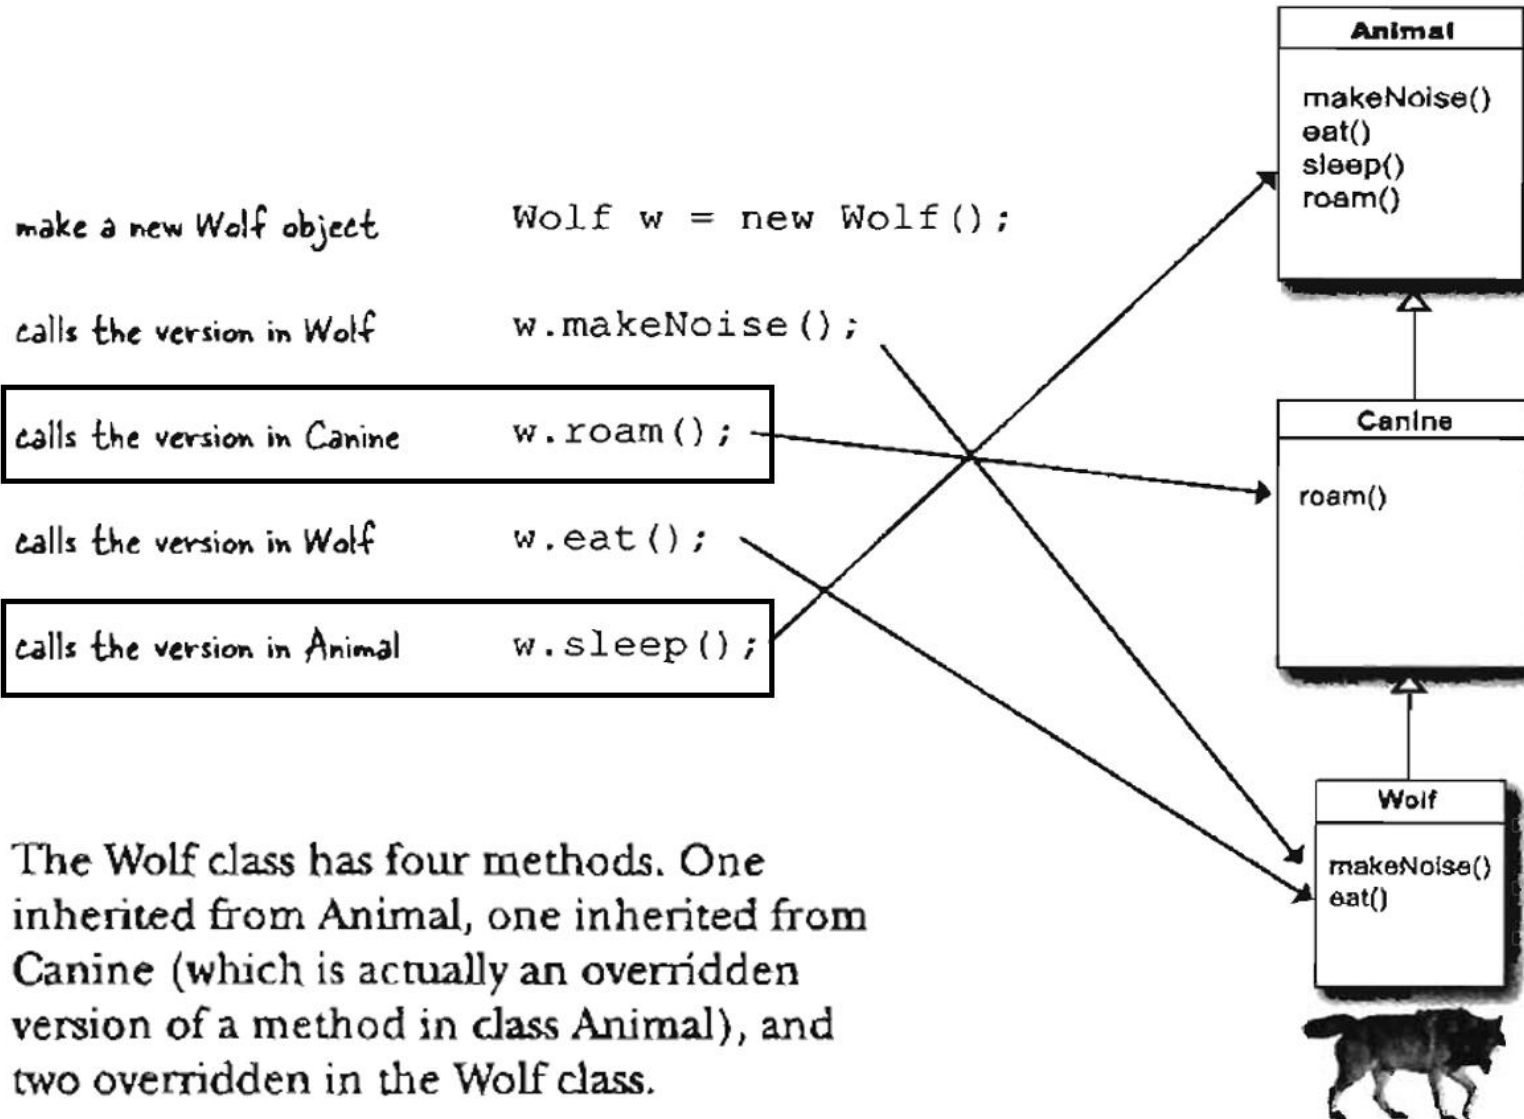 Animal
makeNoise()
eat()
sleep()
roam()
make a new Wolf object Wolf w = new Wolf();
calls the version in Wolf w.makeNoise();
calls the version in Canine w.roam();
calls the version in Wolf w.eat();
calls the version in Animal w.sleep();
Canine
roam()
Wolf
makeNoise()
eat()
The Wolf class has four methods. One
inherited from Animal, one inherited from
Canine (which is actually an overridden
version of a method in class Animal), and
two overridden in the Wolf class.